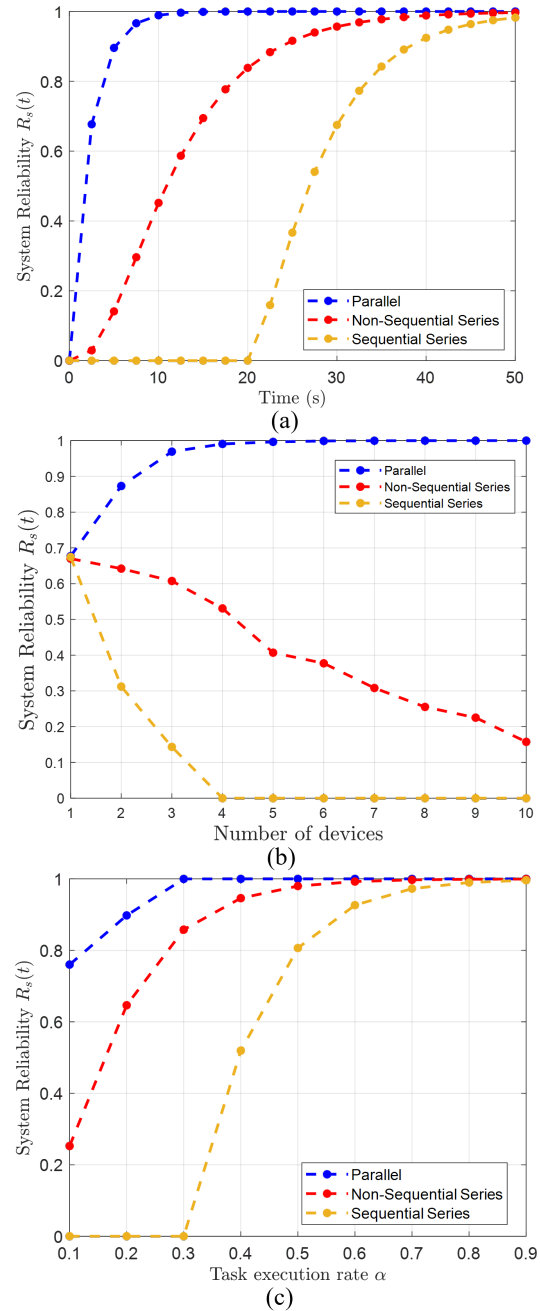 System Reliability R_s(t)
1
0.8
0.6
0.4
0.2
0
0 10 20 30 40 50
Time (s)
Parallel
Non-Sequential Series
Sequential Series
(a)
System Reliability R_s(t)
1
0.9
0.8
0.7
0.6
0.5
0.4
0.3
0.2
0.1
0
1 2 3 4 5 6 7 8 9 10
Number of devices
Parallel
Non-Sequential Series
Sequential Series
(b)
System Reliability R_s(t)
1
0.8
0.6
0.4
0.2
0
0.1 0.2 0.3 0.4 0.5 0.6 0.7 0.8 0.9
Task execution rate α
Parallel
Non-Sequential Series
Sequential Series
(c)